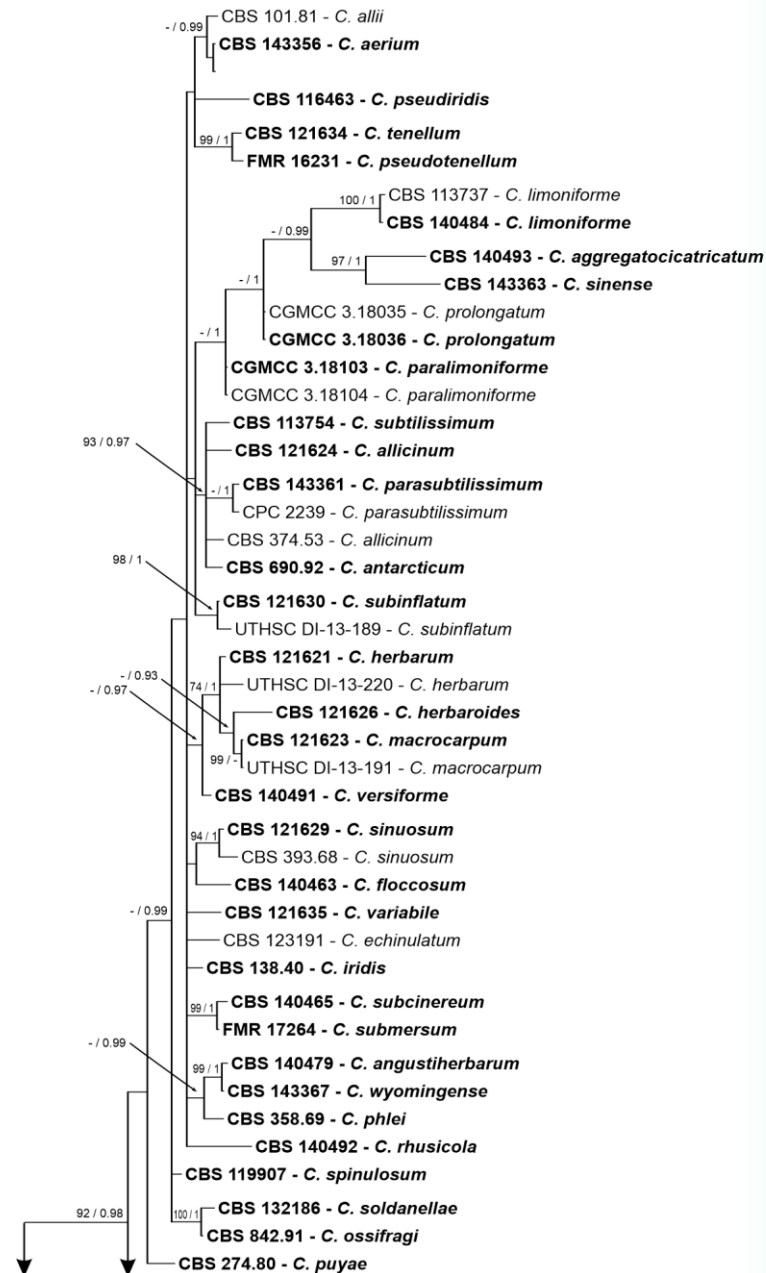 CBS 101.81 - C. allii
- / 0.99
CBS 143356 - C. aerium
CBS 116463 - C. pseudiridis
CBS 121634 - C. tenellum
99 / 1
FMR 16231 - C. pseudotenellum
CBS 113737 - C. limoniforme
100 / 1
CBS 140484 - C. limoniforme
- / 0.99
CBS 140493 - C. aggregatocicatricatum
97 / 1
CBS 143363 - C. sinense
- / 1
CGMCC 3.18035 - C. prolongatum
CGMCC 3.18036 - C. prolongatum
- / 1
CGMCC 3.18103 - C. paralimoniforme
CGMCC 3.18104 - C. paralimoniforme
CBS 113754 - C. subtilissimum
93 / 0.97
CBS 121624 - C. allicinum
CBS 143361 - C. parasubtilissimum
- / 1
CPC 2239 - C. parasubtilissimum
CBS 374.53 - C. allicinum
98 / 1
CBS 690.92 - C. antarcticum
CBS 121630 - C. subinflatum
UTHSC DI-13-189 - C. subinflatum
CBS 121621 - C. herbarum
- / 0.93
74 / 1
UTHSC DI-13-220 - C. herbarum
- / 0.97
CBS 121626 - C. herbaroides
CBS 121623 - C. macrocarpum
99 / -
UTHSC DI-13-191 - C. macrocarpum
CBS 140491 - C. versiforme
CBS 121629 - C. sinuosum
94 / 1
CBS 393.68 - C. sinuosum
CBS 140463 - C. floccosum
- / 0.99
CBS 121635 - C. variabile
CBS 123191 - C. echinulatum
CBS 138.40 - C. iridis
CBS 140465 - C. subcinereum
99 / 1
FMR 17264 - C. submersum
- / 0.99
CBS 140479 - C. angustiherbarum
99 / 1
CBS 143367 - C. wyomingense
CBS 358.69 - C. phlei
CBS 140492 - C. rhusicola
CBS 119907 - C. spinulosum
CBS 132186 - C. soldanellae
92 / 0.98
100 / 1
CBS 842.91 - C. ossifragi
CBS 274.80 - C. puyae